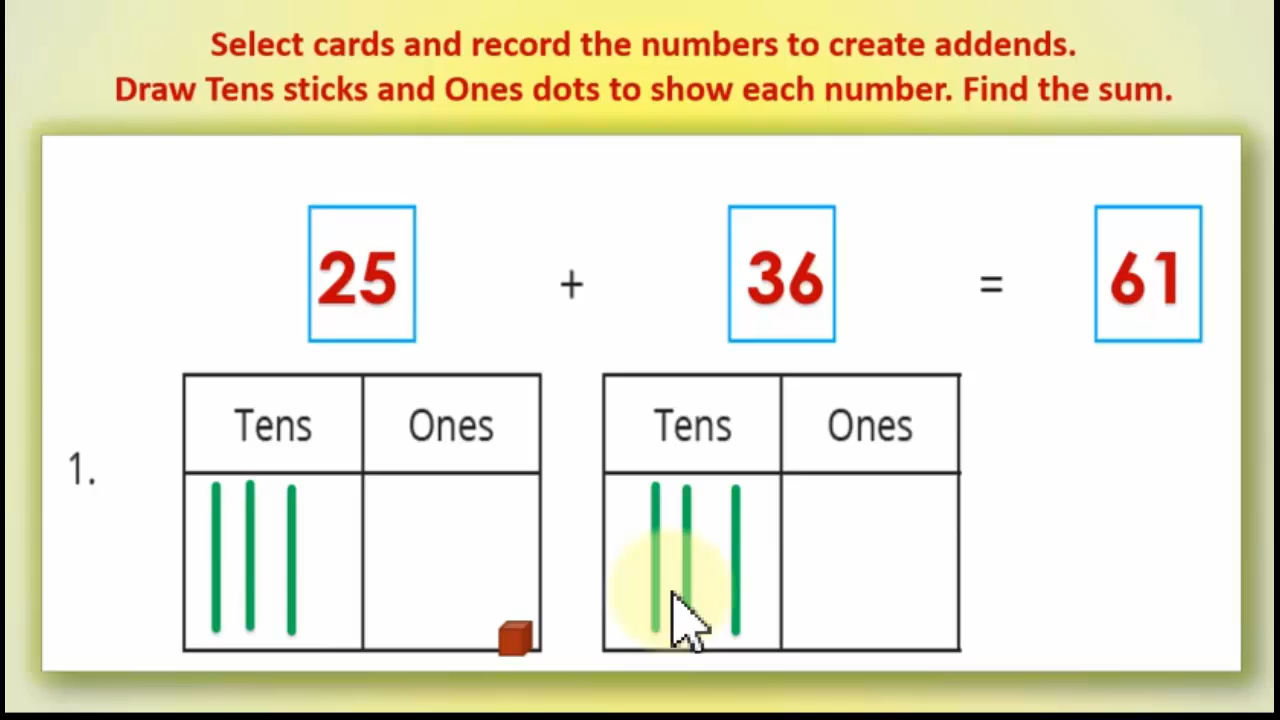 Select cards and record the numbers to create addends.
Draw Tens sticks and Ones dots to show each number. Find the sum.
25 + 36 = 61
Tens Ones Tens Ones
1.